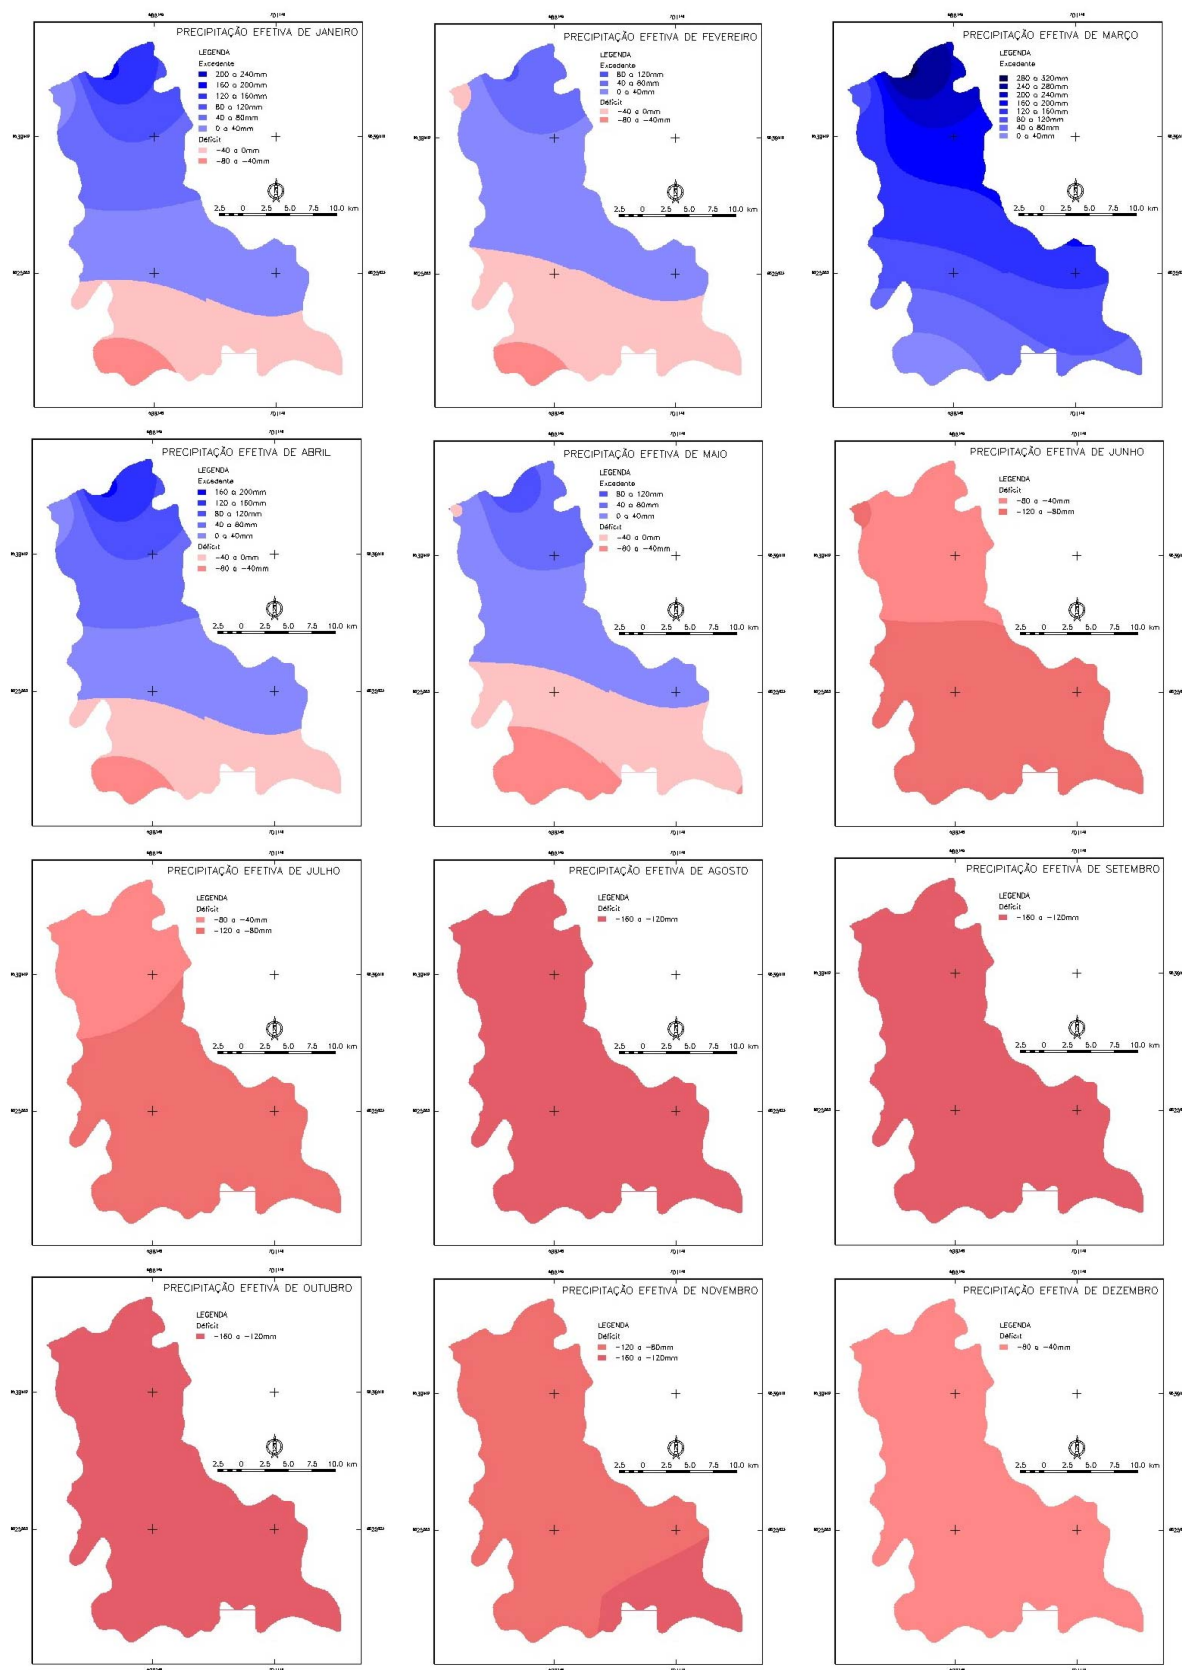 PRECIPITAÇÃO EFETIVA DE JANEIRO
LEGENDA
Excedente
200 a 240mm
160 a 200mm
120 a 160mm
80 a 120mm
40 a 80mm
0 a 40mm
Déficit
-40 a 0mm
-80 a -40mm
2.5 0 2.5 5.0 7.5 10.0 km
PRECIPITAÇÃO EFETIVA DE FEVEREIRO
LEGENDA
Excedente
80 a 120mm
40 a 80mm
0 a 40mm
Déficit
-40 a 0mm
-80 a -40mm
2.5 0 2.5 5.0 7.5 10.0 km
PRECIPITAÇÃO EFETIVA DE MARÇO
LEGENDA
Excedente
280 a 320mm
240 a 280mm
200 a 240mm
160 a 200mm
120 a 160mm
80 a 120mm
40 a 80mm
0 a 40mm
2.5 0 2.5 5.0 7.5 10.0 km
PRECIPITAÇÃO EFETIVA DE ABRIL
LEGENDA
Excedente
160 a 200mm
120 a 160mm
80 a 120mm
40 a 80mm
0 a 40mm
Déficit
-40 a 0mm
-80 a -40mm
2.5 0 2.5 5.0 7.5 10.0 km
PRECIPITAÇÃO EFETIVA DE MAIO
LEGENDA
Excedente
80 a 120mm
40 a 80mm
0 a 40mm
Déficit
-40 a 0mm
-80 a -40mm
2.5 0 2.5 5.0 7.5 10.0 km
PRECIPITAÇÃO EFETIVA DE JUNHO
LEGENDA
Déficit
-80 a -40mm
-120 a -80mm
2.5 0 2.5 5.0 7.5 10.0 km
PRECIPITAÇÃO EFETIVA DE JULHO
LEGENDA
Déficit
-80 a -40mm
-120 a -80mm
2.5 0 2.5 5.0 7.5 10.0 km
PRECIPITAÇÃO EFETIVA DE AGOSTO
LEGENDA
Déficit
-160 a -120mm
2.5 0 2.5 5.0 7.5 10.0 km
PRECIPITAÇÃO EFETIVA DE SETEMBRO
LEGENDA
Déficit
-160 a -120mm
2.5 0 2.5 5.0 7.5 10.0 km
PRECIPITAÇÃO EFETIVA DE OUTUBRO
LEGENDA
Déficit
-160 a -120mm
2.5 0 2.5 5.0 7.5 10.0 km
PRECIPITAÇÃO EFETIVA DE NOVEMBRO
LEGENDA
Déficit
-120 a -80mm
-160 a -120mm
2.5 0 2.5 5.0 7.5 10.0 km
PRECIPITAÇÃO EFETIVA DE DEZEMBRO
LEGENDA
Déficit
-80 a -40mm
2.5 0 2.5 5.0 7.5 10.0 km